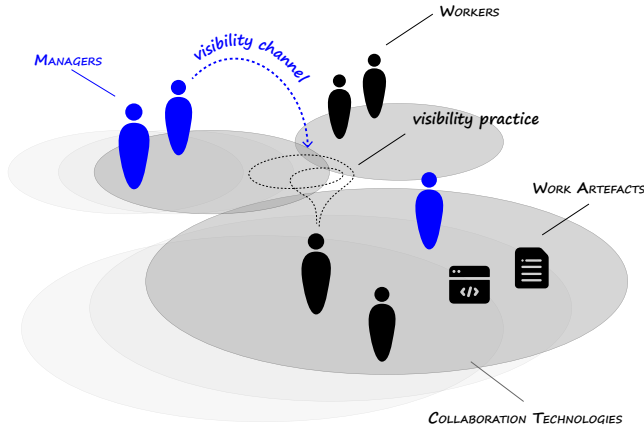 WORKERS
visibility channel
MANAGERS
visibility practice
WORK ARTEFACTS
</>
COLLABORATION TECHNOLOGIES